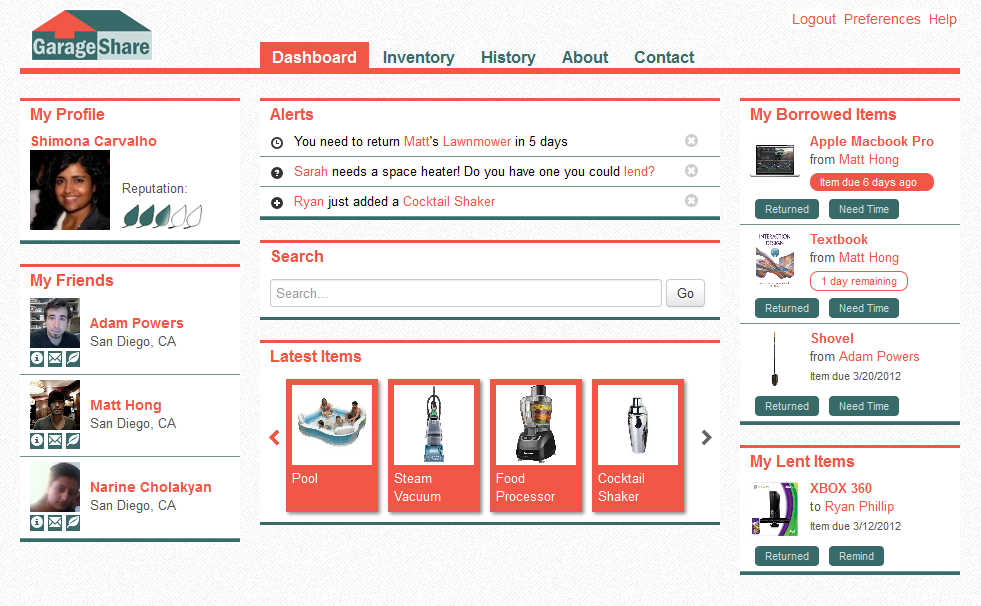 Logout Preferences Help
GarageShare
Dashboard Inventory History About Contact
My Profile
Shimona Carvalho
Reputation:
My Friends
Adam Powers
San Diego, CA
Matt Hong
San Diego, CA
Narine Cholakyan
San Diego, CA
Alerts
You need to return Matt's Lawnmower in 5 days
Sarah needs a space heater! Do you have one you could lend?
Ryan just added a Cocktail Shaker
Search
Search... Go
Latest Items
Pool
Steam
Vacuum
Food
Processor
Cocktail
Shaker
My Borrowed Items
Apple Macbook Pro
from Matt Hong
Item due 6 days ago
Returned Need Time
INTERACTION
DESIGN
Textbook
from Matt Hong
1 day remaining
Returned Need Time
Shovel
from Adam Powers
Item due 3/20/2012
Returned Need Time
My Lent Items
XBOX 360
to Ryan Phillip
Item due 3/12/2012
Returned Remind